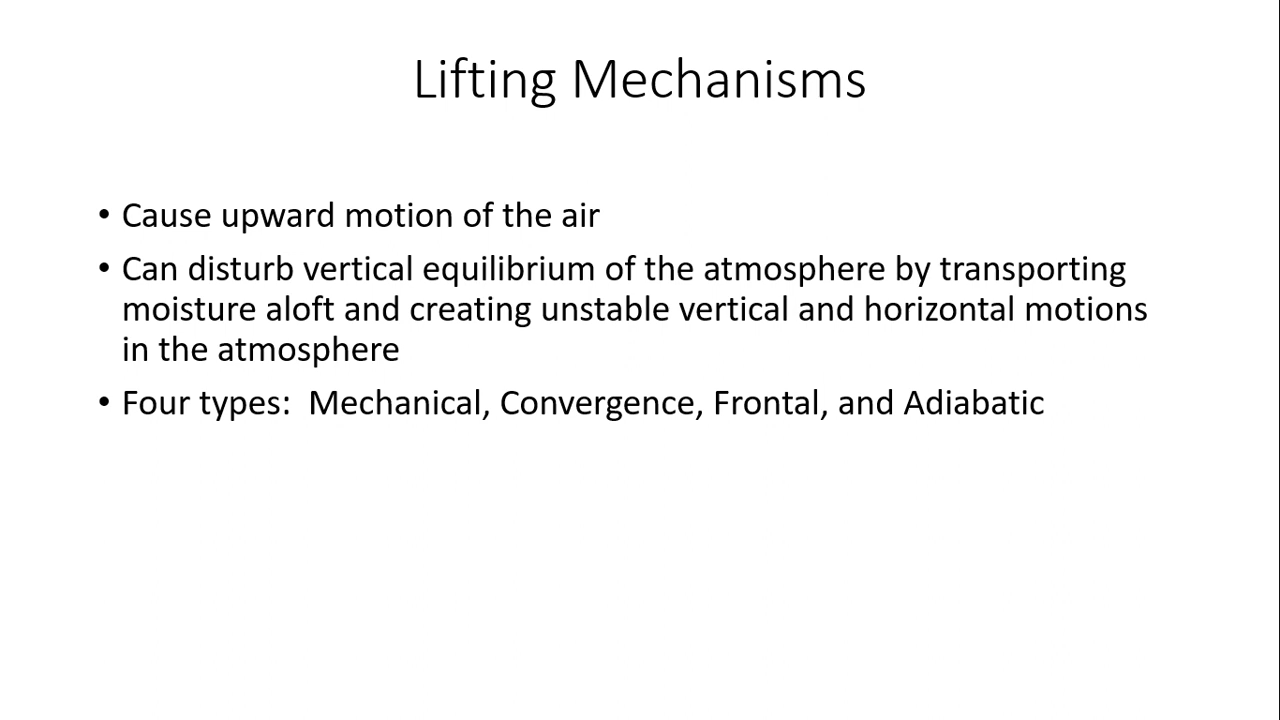 Lifting Mechanisms
• Cause upward motion of the air
• Can disturb vertical equilibrium of the atmosphere by transporting
moisture aloft and creating unstable vertical and horizontal motions
in the atmosphere
• Four types:  Mechanical, Convergence, Frontal, and Adiabatic